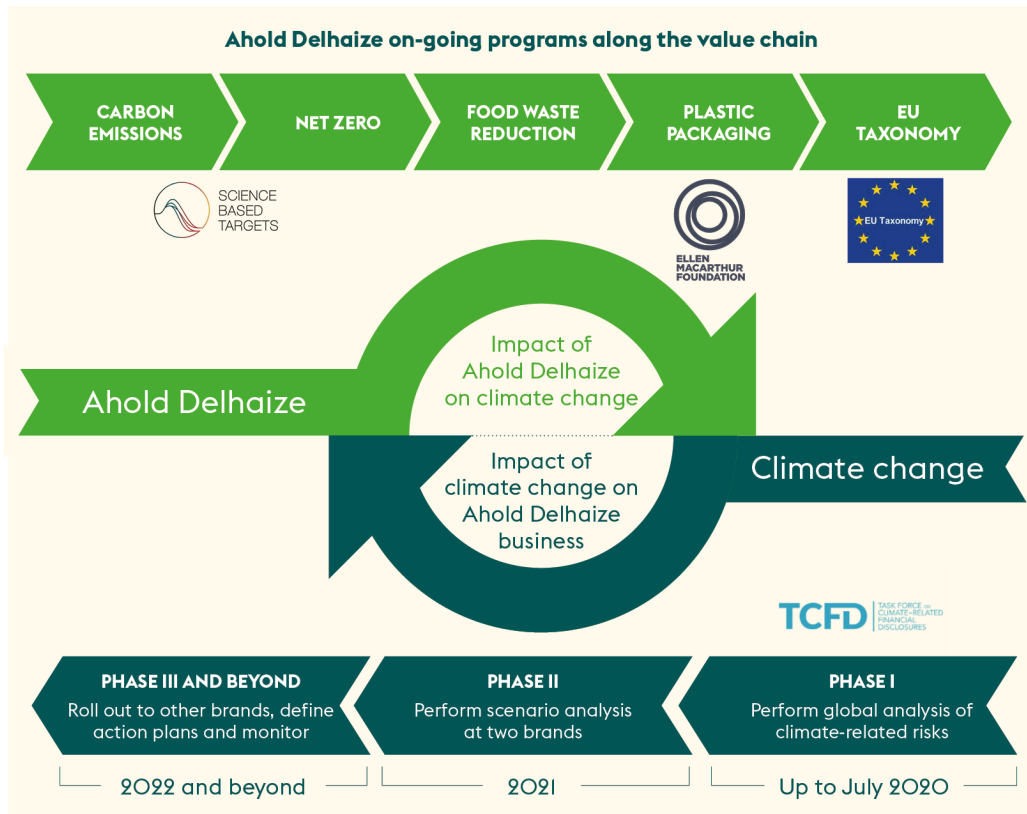 Ahold Delhaize on-going programs along the value chain
CARBON
EMISSIONS
NET ZERO
FOOD WASTE
REDUCTION
PLASTIC
PACKAGING
EU
TAXONOMY
SCIENCE
BASED
TARGETS
ELLEN
MACARTHUR
FOUNDATION
EU Taxonomy
Impact of
Ahold Delhaize
on climate change
Ahold Delhaize
Impact of
climate change on
Ahold Delhaize
business
Climate change
TCFD
TASK FORCE ON
CLIMATE-RELATED
FINANCIAL
DISCLOSURES
PHASE III AND BEYOND
Roll out to other brands, define
action plans and monitor
PHASE II
Perform scenario analysis
at two brands
PHASE I
Perform global analysis of
climate-related risks
2022 and beyond
2021
Up to July 2020